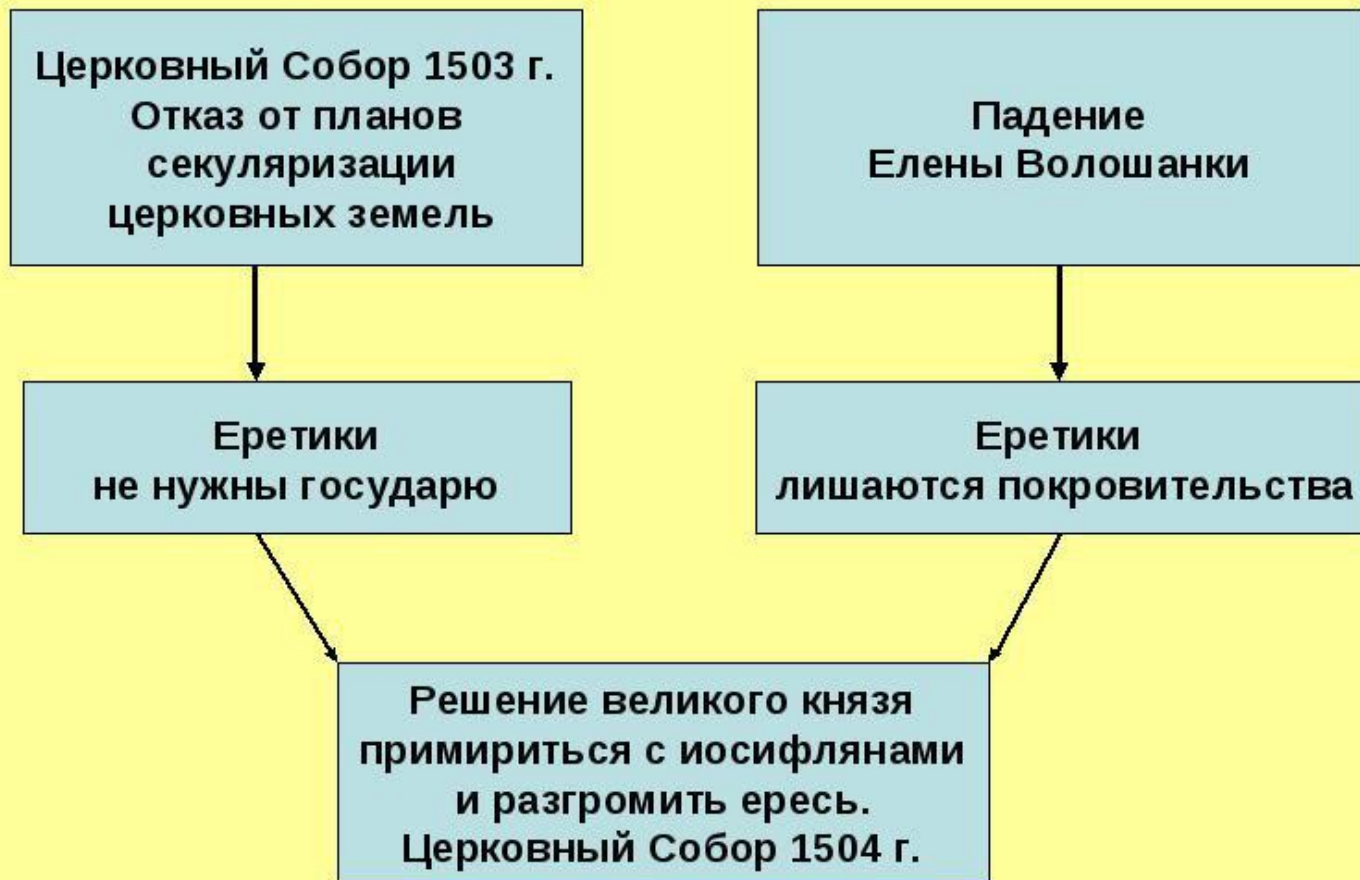 Церковный Собор 1503 г.
Отказ от планов
секуляризации
церковных земель
Падение
Елены Волошанки
Еретики
не нужны государю
Еретики
лишаются покровительства
Решение великого князя
примириться с иосифлянами
и разгромить ересь.
Церковный Собор 1504 г.